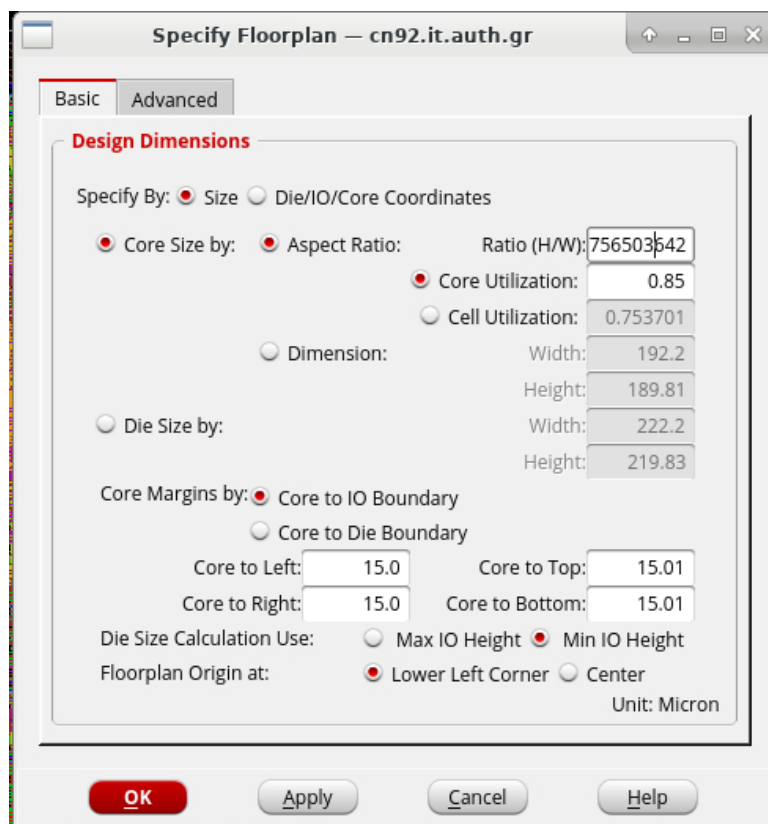 Specify Floorplan — cn92.it.auth.gr
Basic Advanced
Design Dimensions
Specify By: Size Die/IO/Core Coordinates
Core Size by: Aspect Ratio: Ratio (H/W): 756503642
Core Utilization: 0.85
Cell Utilization: 0.753701
Dimension: Width: 192.2
Height: 189.81
Die Size by: Width: 222.2
Height: 219.83
Core Margins by: Core to IO Boundary
Core to Die Boundary
Core to Left: 15.0 Core to Top: 15.01
Core to Right: 15.0 Core to Bottom: 15.01
Die Size Calculation Use: Max IO Height Min IO Height
Floorplan Origin at: Lower Left Corner Center
Unit: Micron
OK Apply Cancel Help